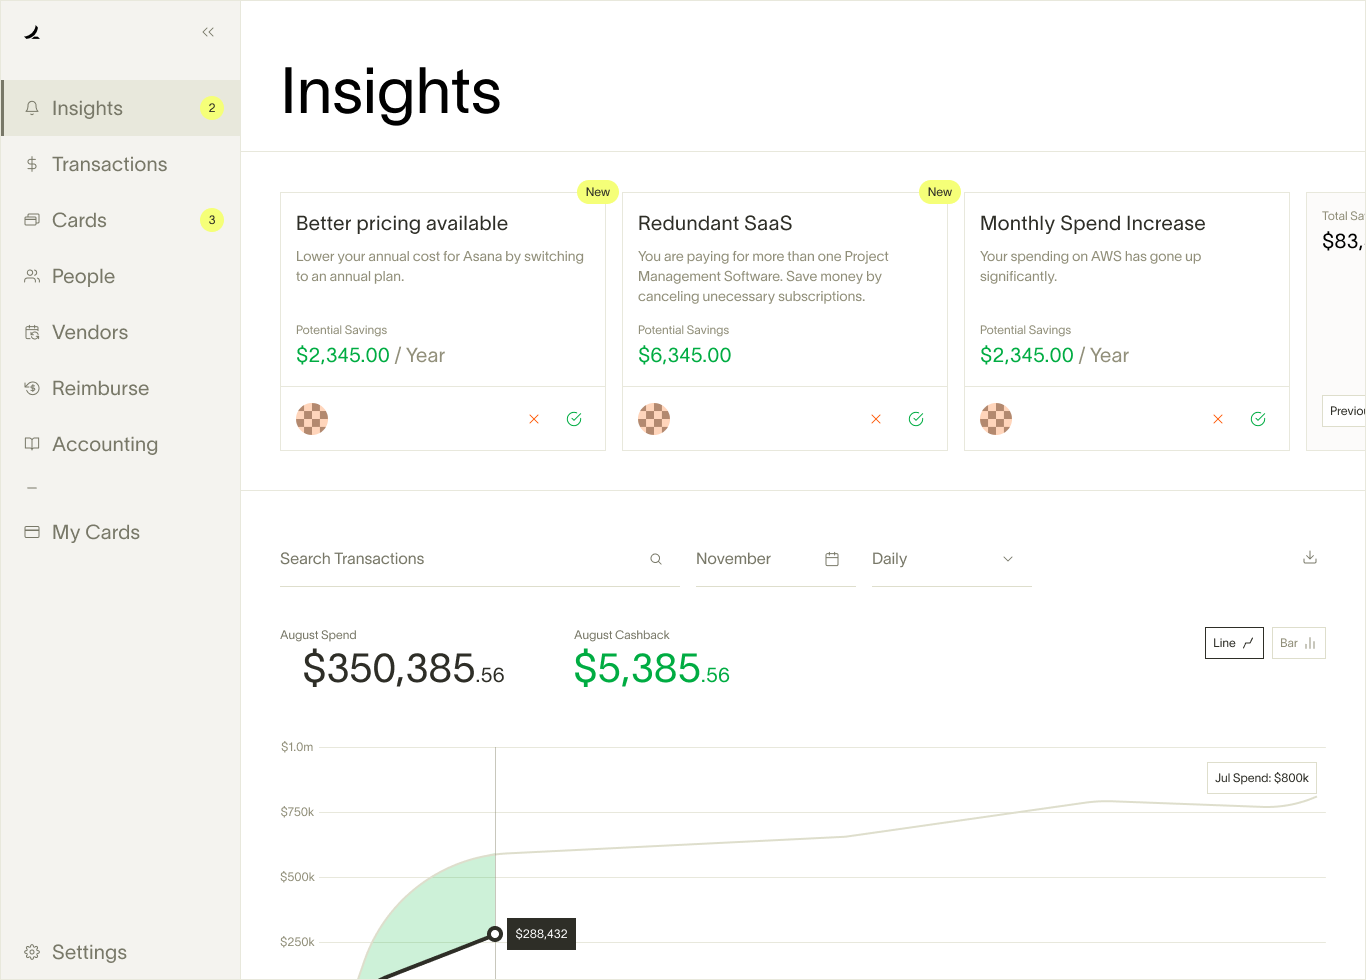 Insights
2
Transactions
Cards
3
People
Vendors
Reimburse
Accounting
My Cards
Settings
Insights
New
Better pricing available
Lower your annual cost for Asana by switching
to an annual plan.
Potential Savings
$2,345.00 / Year
New
Redundant SaaS
You are paying for more than one Project
Management Software. Save money by
canceling unecessary subscriptions.
Potential Savings
$6,345.00
Monthly Spend Increase
Your spending on AWS has gone up
significantly.
Potential Savings
$2,345.00 / Year
Total Sa
$83,
Previou
Search Transactions
November
Daily
August Spend
$350,385.56
August Cashback
$5,385.56
Line
Bar
$1.0m
$750k
$500k
$250k
Jul Spend: $800k
$288,432